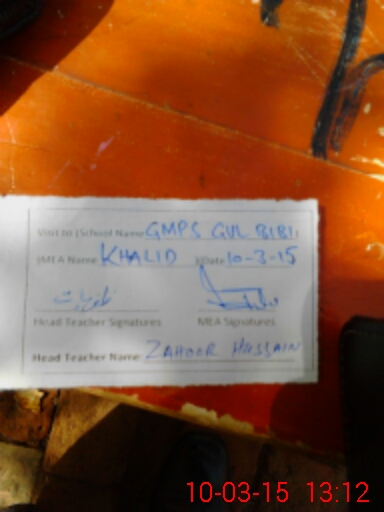 Visit to (School Name GMPS GUL BIBI)
(MEA Name KHALID )(Date 10-3-15
Head Teacher Signatures MEA Signatures
Head Teacher Name ZAHOOR HUSSAIN
10-03-15 13:12